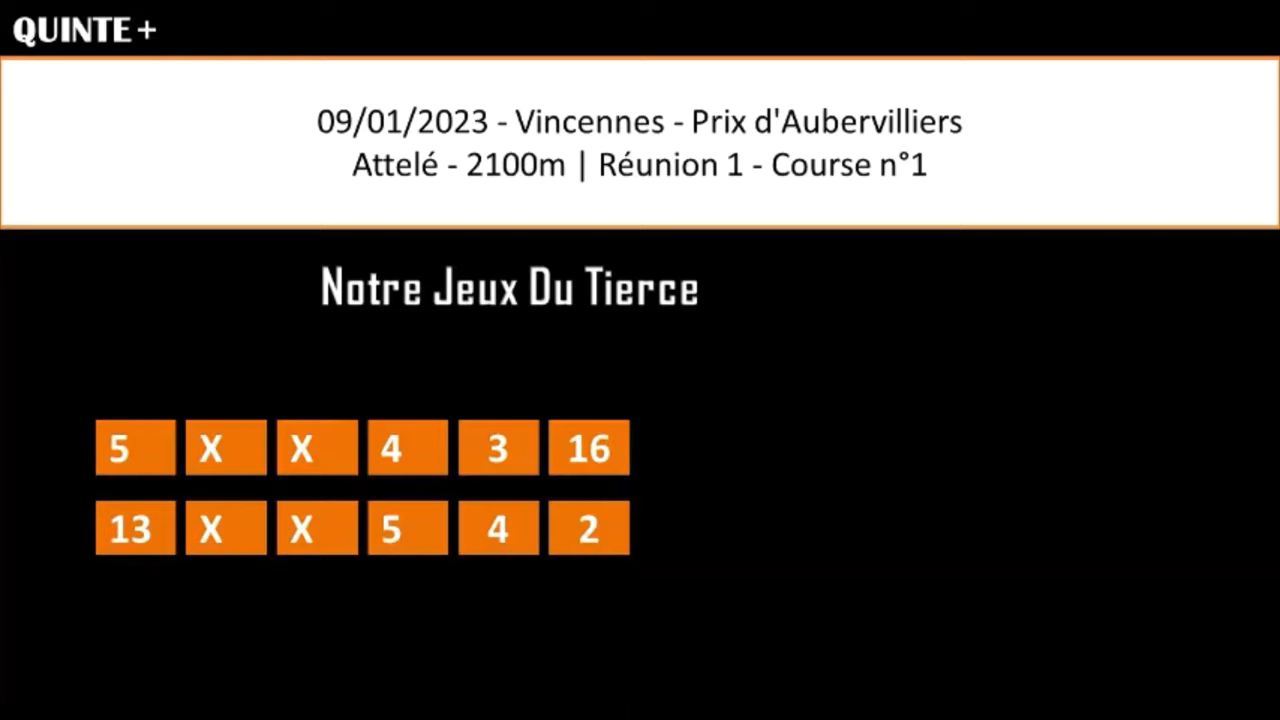 QUINTE +
09/01/2023 - Vincennes - Prix d'Aubervilliers
Attelé - 2100m | Réunion 1 - Course n°1
Notre Jeux Du Tierce
5 X X 4 3 16
13 X X 5 4 2